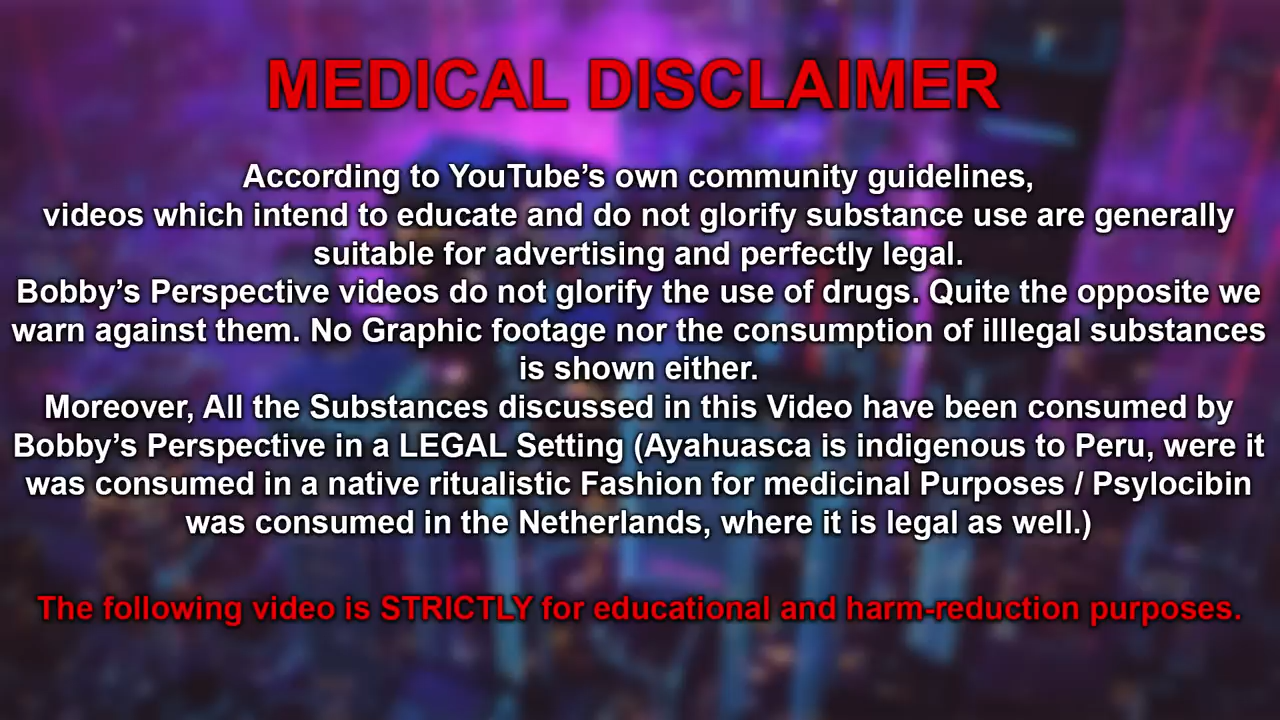 MEDICAL DISCLAIMER
According to YouTube’s own community guidelines,
videos which intend to educate and do not glorify substance use are generally
suitable for advertising and perfectly legal.
Bobby’s Perspective videos do not glorify the use of drugs. Quite the opposite we
warn against them. No Graphic footage nor the consumption of illlegal substances
is shown either.
Moreover, All the Substances discussed in this Video have been consumed by
Bobby’s Perspective in a LEGAL Setting (Ayahuasca is indigenous to Peru, were it
was consumed in a native ritualistic Fashion for medicinal Purposes / Psylocibin
was consumed in the Netherlands, where it is legal as well.)
The following video is STRICTLY for educational and harm-reduction purposes.